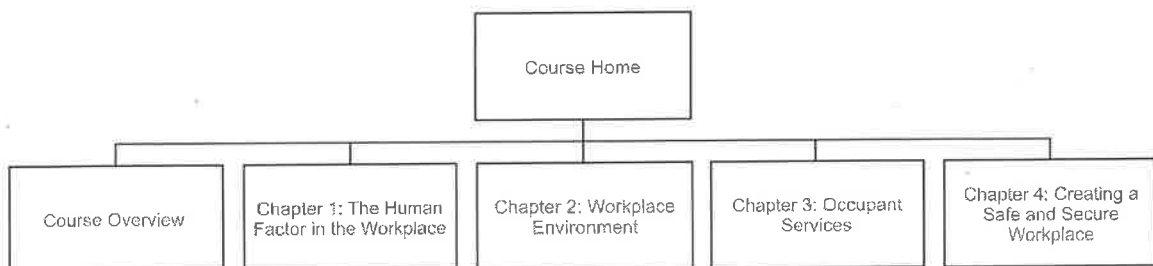 Course Home
Course Overview
Chapter 1: The Human
Factor in the Workplace
Chapter 2: Workplace
Environment
Chapter 3: Occupant
Services
Chapter 4: Creating a
Safe and Secure
Workplace